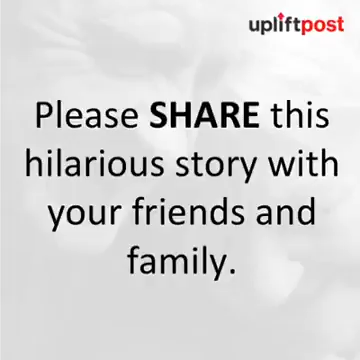 upliftpost
Please SHARE this
hilarious story with
your friends and
family.